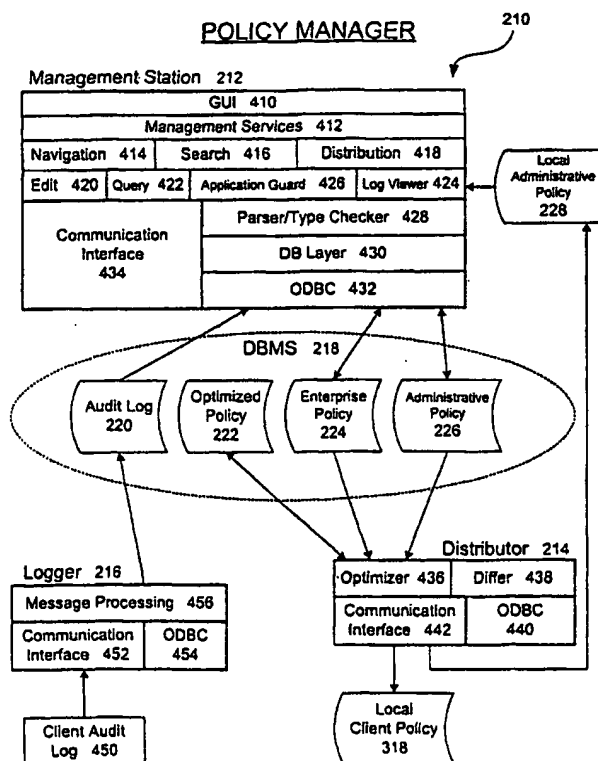 POLICY MANAGER
210
Management Station 212
GUI 410
Management Services 412
Navigation 414
Search 416
Distribution 418
Edit 420
Query 422
Application Guard 426
Log Viewer 424
Local
Administrative
Policy
228
Communication
Interface
434
Parser/Type Checker 428
DB Layer 430
ODBC 432
DBMS 218
Audit Log
220
Optimized
Policy
222
Enterprise
Policy
224
Administrative
Policy
226
Distributor 214
Optimizer 436
Differ 438
Communication
Interface 442
ODBC
440
Logger 216
Message Processing 456
Communication
Interface 452
ODBC
454
Client Audit
Log 450
Local
Client Policy
318